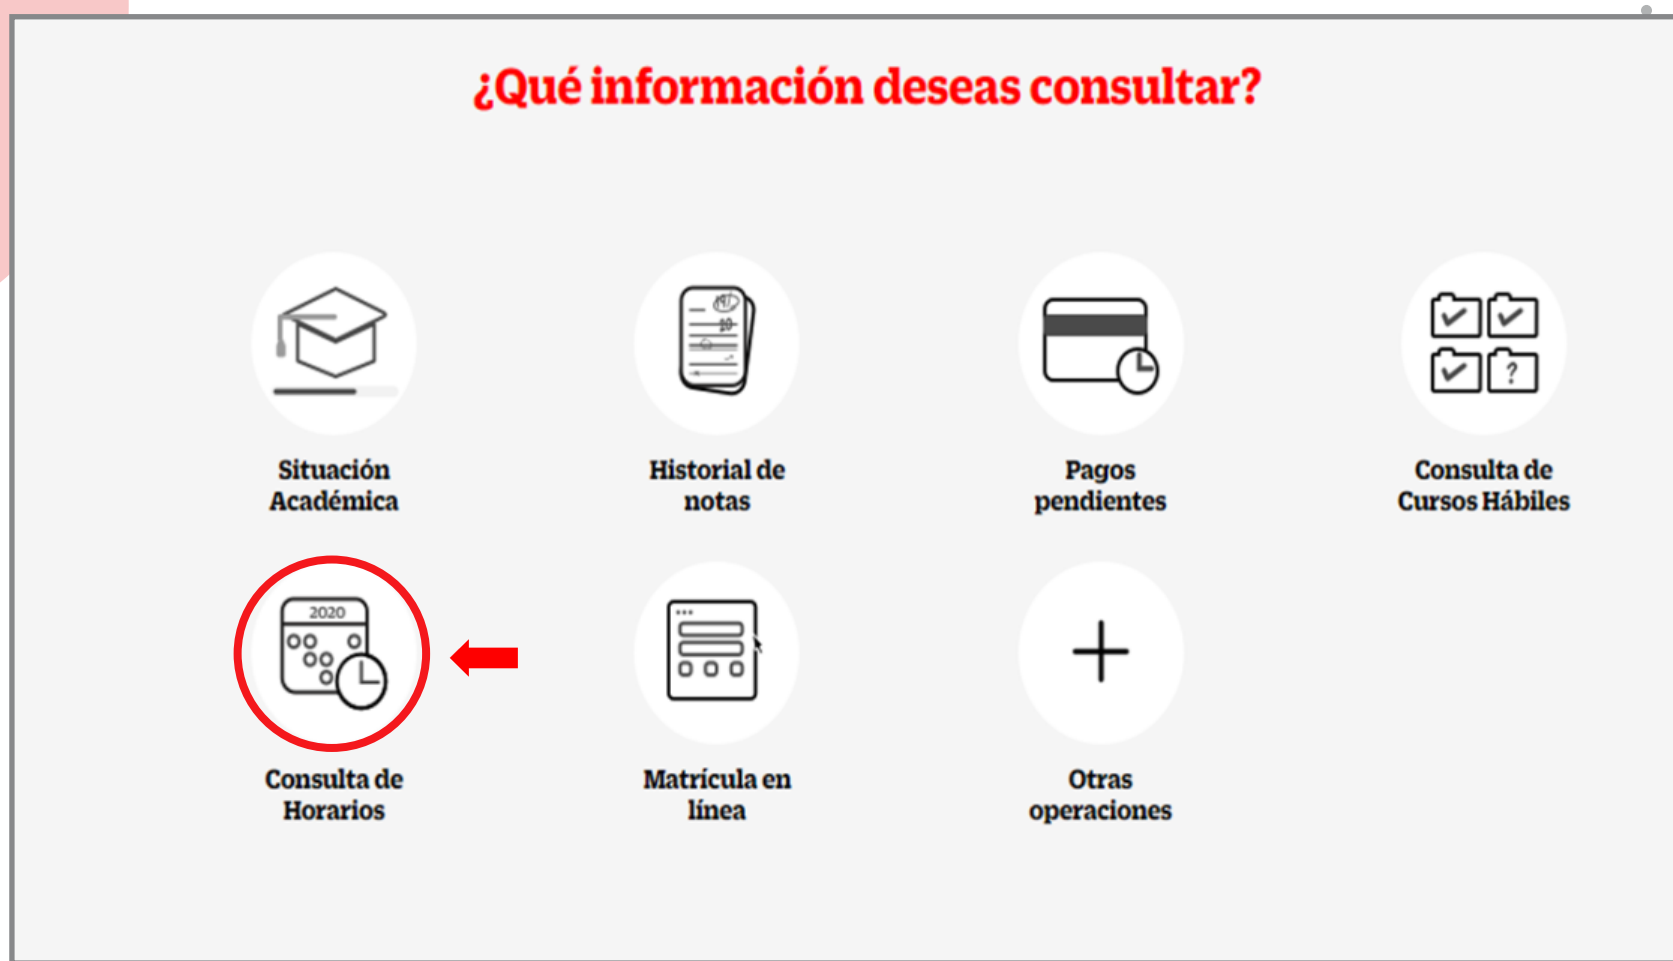 ¿Qué información deseas consultar?
Situación
Académica
Historial de
notas
Pagos
pendientes
Consulta de
Cursos Hábiles
?
2020
Consulta de
Horarios
Matrícula en
línea
Otras
operaciones